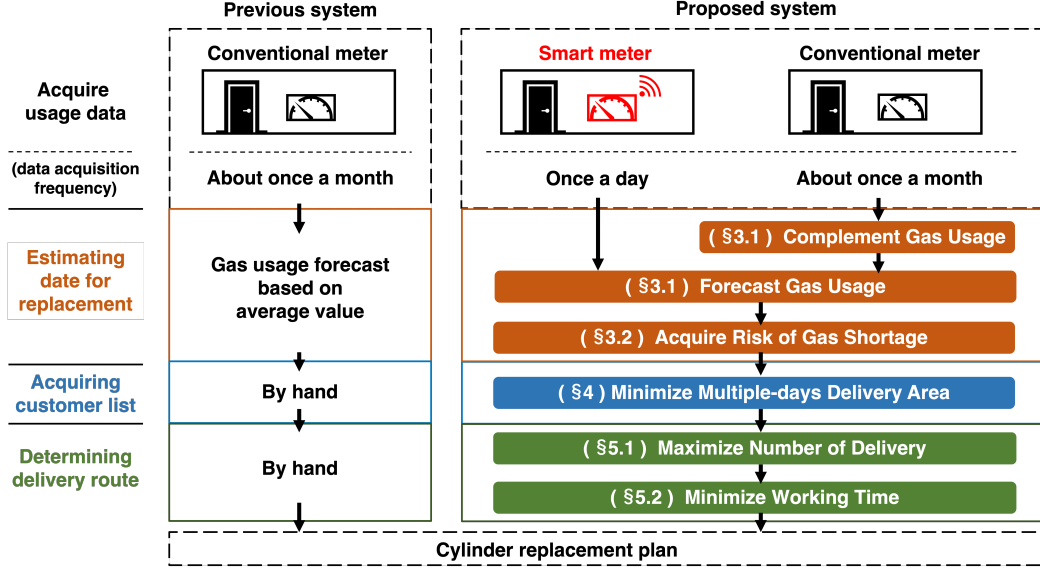 Previous system
Proposed system
Conventional meter
Smart meter
Conventional meter
Acquire
usage data
(data acquisition
frequency)
About once a month
Once a day
About once a month
Estimating
date for
replacement
Gas usage forecast
based on
average value
( §3.1 ) Complement Gas Usage
( §3.1 ) Forecast Gas Usage
( §3.2 ) Acquire Risk of Gas Shortage
Acquiring
customer list
By hand
( §4 ) Minimize Multiple-days Delivery Area
Determining
delivery route
By hand
( §5.1 ) Maximize Number of Delivery
( §5.2 ) Minimize Working Time
Cylinder replacement plan